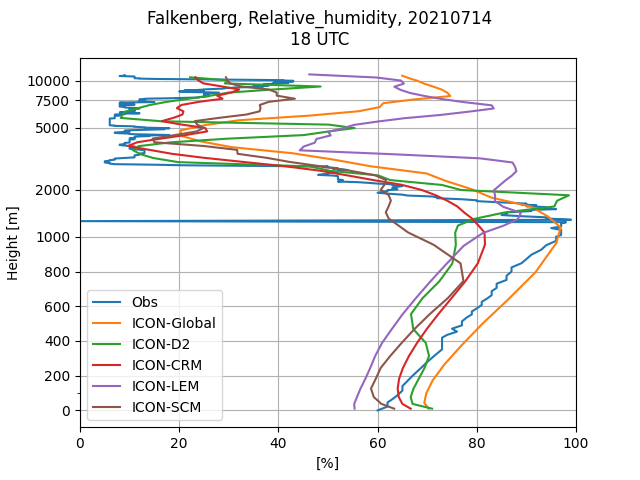 Falkenberg, Relative_humidity, 20210714
18 UTC
10000
7500
5000
2000
1000
800
600
400
200
0
Height [m]
Obs
ICON-Global
ICON-D2
ICON-CRM
ICON-LEM
ICON-SCM
0 20 40 60 80 100
[%]